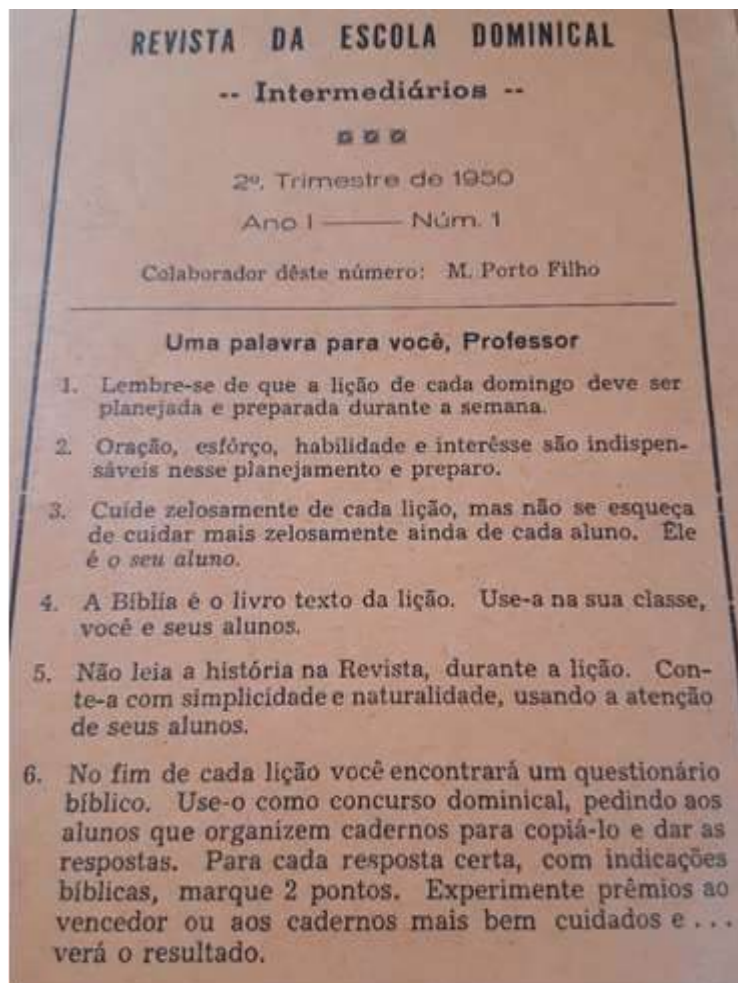 REVISTA DA ESCOLA DOMINICAL
-- Intermediários --
2º. Trimestre de 1950
Ano I —— Núm. 1
Colaborador dêste número: M. Porto Filho
Uma palavra para você, Professor
1. Lembre-se de que a lição de cada domingo deve ser
planejada e preparada durante a semana.
2. Oração, esfôrço, habilidade e interêsse são indispen-
sáveis nesse planejamento e preparo.
3. Cuide zelosamente de cada lição, mas não se esqueça
de cuidar mais zelosamente ainda de cada aluno. Êle
é o seu aluno.
4. A Bíblia é o livro texto da lição. Use-a na sua classe,
você e seus alunos.
5. Não leia a história na Revista, durante a lição. Con-
te-a com simplicidade e naturalidade, usando a atenção
de seus alunos.
6. No fim de cada lição você encontrará um questionário
bíblico. Use-o como concurso dominical, pedindo aos
alunos que organizem cadernos para copiá-lo e dar as
respostas. Para cada resposta certa, com indicações
bíblicas, marque 2 pontos. Experimente prêmios ao
vencedor ou aos cadernos mais bem cuidados e ...
verá o resultado.